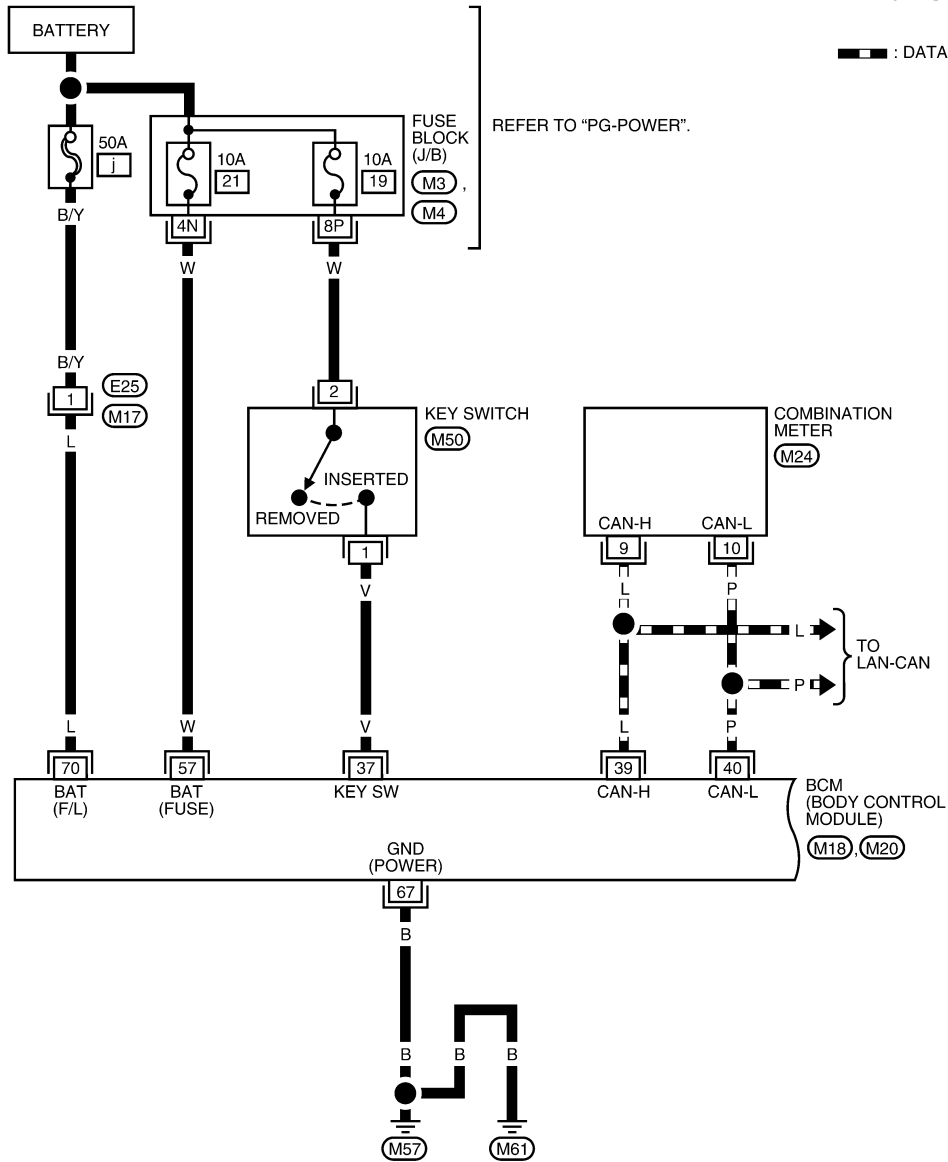 BATTERY
: DATA
50A
j
10A
21
10A
19
FUSE
BLOCK
(J/B)
M3 ,
M4
REFER TO “PG-POWER”.
4N
8P
B/Y
W
W
B/Y
1
E25
M17
L
2
KEY SWITCH
M50
INSERTED
REMOVED
1
V
COMBINATION
METER
M24
CAN-H
CAN-L
9
10
L
P
L
P
TO
LAN-CAN
L
W
V
L
P
70
57
37
39
40
BAT
(F/L)
BAT
(FUSE)
KEY SW
CAN-H
CAN-L
BCM
(BODY CONTROL
MODULE)
M18 , M20
GND
(POWER)
67
B
B
B
B
M57
M61